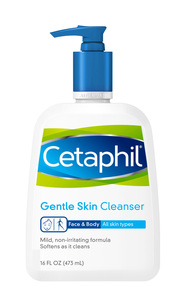 Cetaphil®
Gentle Skin Cleanser
Face & Body All skin types
Mild, non-irritating formula
Softens as it cleans
16 FL OZ (475 mL)